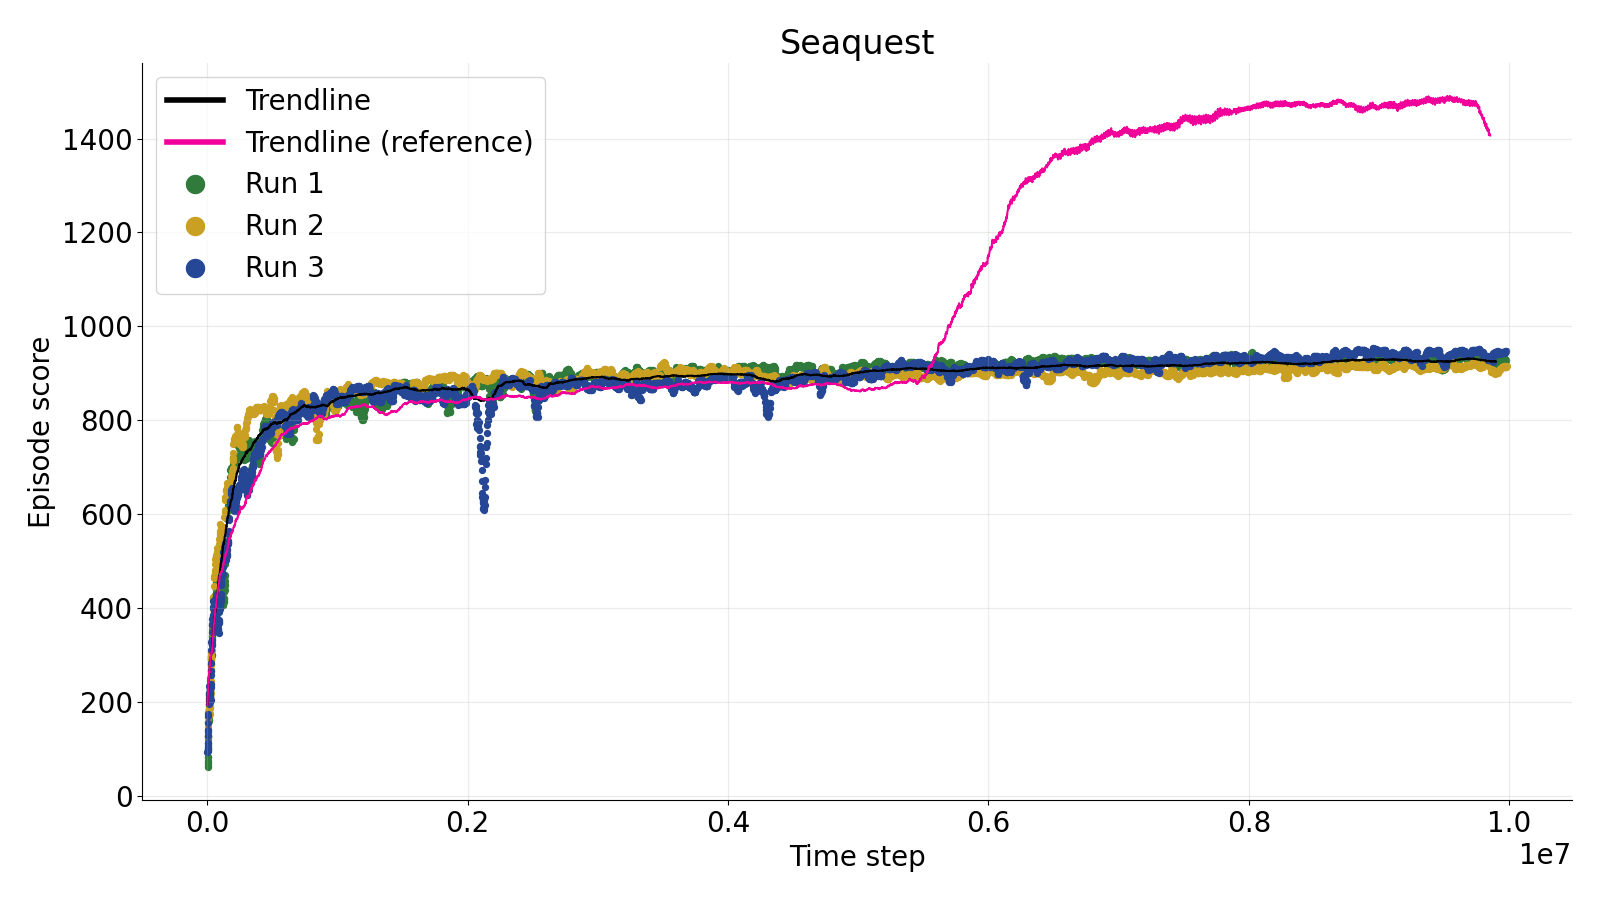 Seaquest
Trendline
Trendline (reference)
Run 1
Run 2
Run 3
Episode score
1400
1200
1000
800
600
400
200
0
0.0 0.2 0.4 0.6 0.8 1.0
1e7
Time step